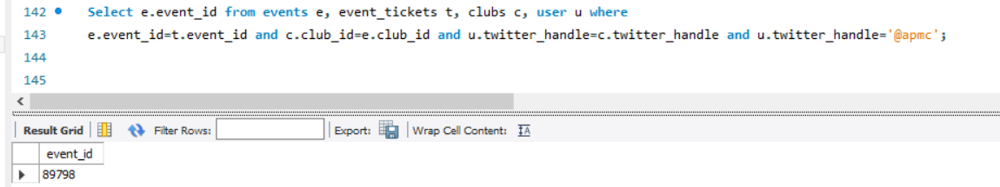 142 Select e.event_id from events e, event_tickets t, clubs c, user u where
143 e.event_id=t.event_id and c.club_id=e.club_id and u.twitter_handle=c.twitter_handle and u.twitter_handle='@apmc';
144
145
Result Grid Filter Rows: Export: Wrap Cell Content:
event_id
89798